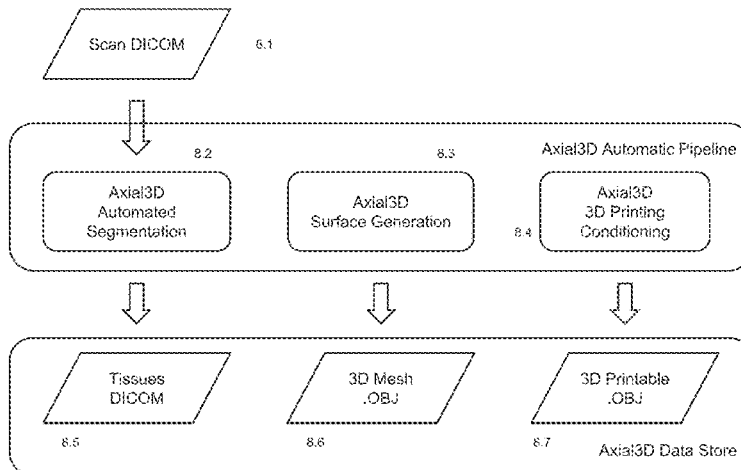 Scan DICOM
8.1
8.2
8.3
Axial3D Automatic Pipeline
Axial3D
Automated
Segmentation
Axial3D
Surface Generation
Axial3D
3D Printing
Conditioning
8.4
Tissues
DICOM
3D Mesh
.OBJ
3D Printable
.OBJ
8.5
8.6
8.7
Axial3D Data Store